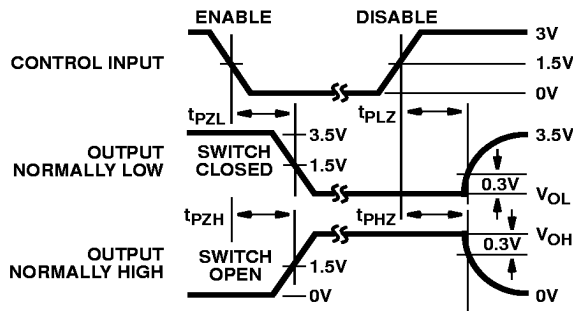 ENABLE
DISABLE
CONTROL INPUT
3V
1.5V
0V
tPZL
tPLZ
OUTPUT
NORMALLY LOW
SWITCH
CLOSED
3.5V
1.5V
3.5V
0.3V
VOL
tPZH
tPHZ
OUTPUT
NORMALLY HIGH
SWITCH
OPEN
1.5V
0V
VOH
0.3V
0V